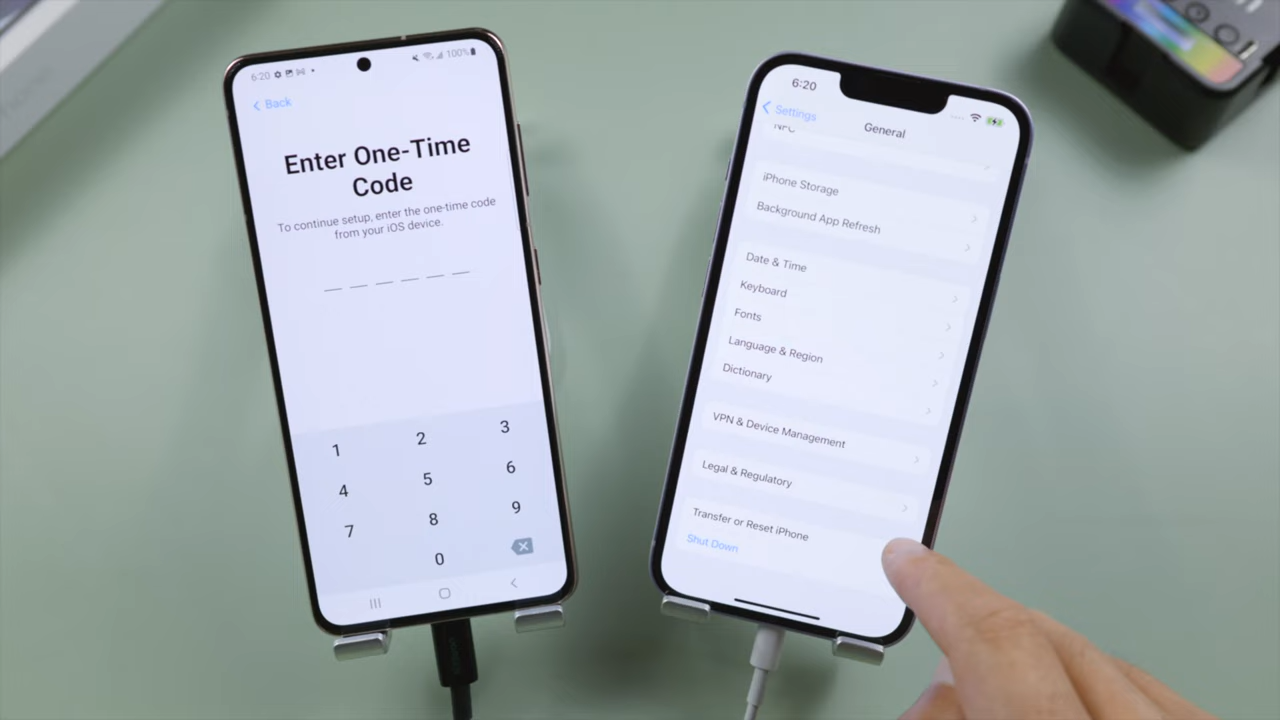 6:20
100%
Back
Enter One-Time
Code
To continue setup, enter the one-time code
from your iOS device.
1 2 3
4 5 6
7 8 9
0
6:20
Settings
General
NFC
iPhone Storage
Background App Refresh
Date & Time
Keyboard
Fonts
Language & Region
Dictionary
VPN & Device Management
Legal & Regulatory
Transfer or Reset iPhone
Shut Down